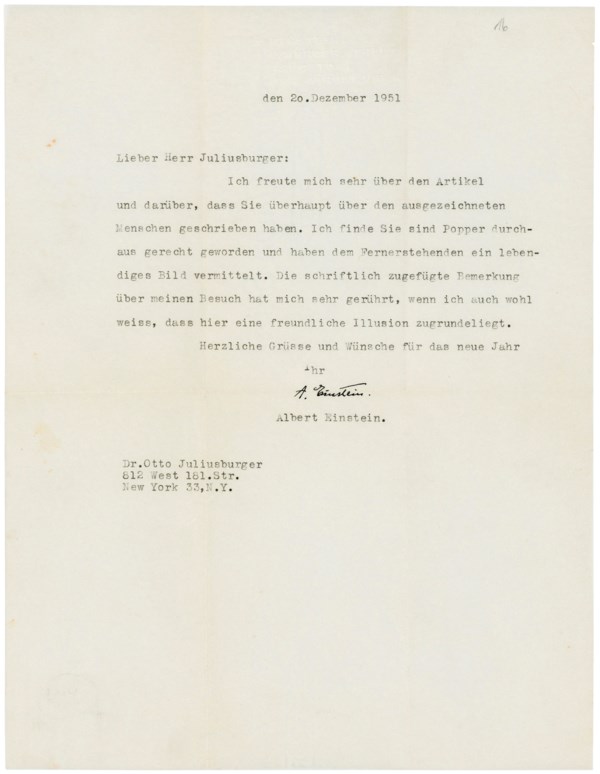 16
den 2o.Dezember 1951
Lieber Herr Juliusburger:
Ich freute mich sehr über den Artikel
und darüber, dass Sie überhaupt über den ausgezeichneten
Menschen geschrieben haben. Ich finde Sie sind Popper durch-
aus gerecht geworden und haben dem Fernerstehenden ein leben-
diges Bild vermittelt. Die schriftlich zugefügte Bemerkung
über meinen Besuch hat mich sehr gerührt, wenn ich auch wohl
weiss, dass hier eine freundliche Illusion zugrundeliegt.
Herzliche Grüsse und Wünsche für das neue Jahr
Ihr
A. Einstein.
Albert Einstein.
Dr.Otto Juliusburger
612 West 181.Str.
New York 33,N.Y.